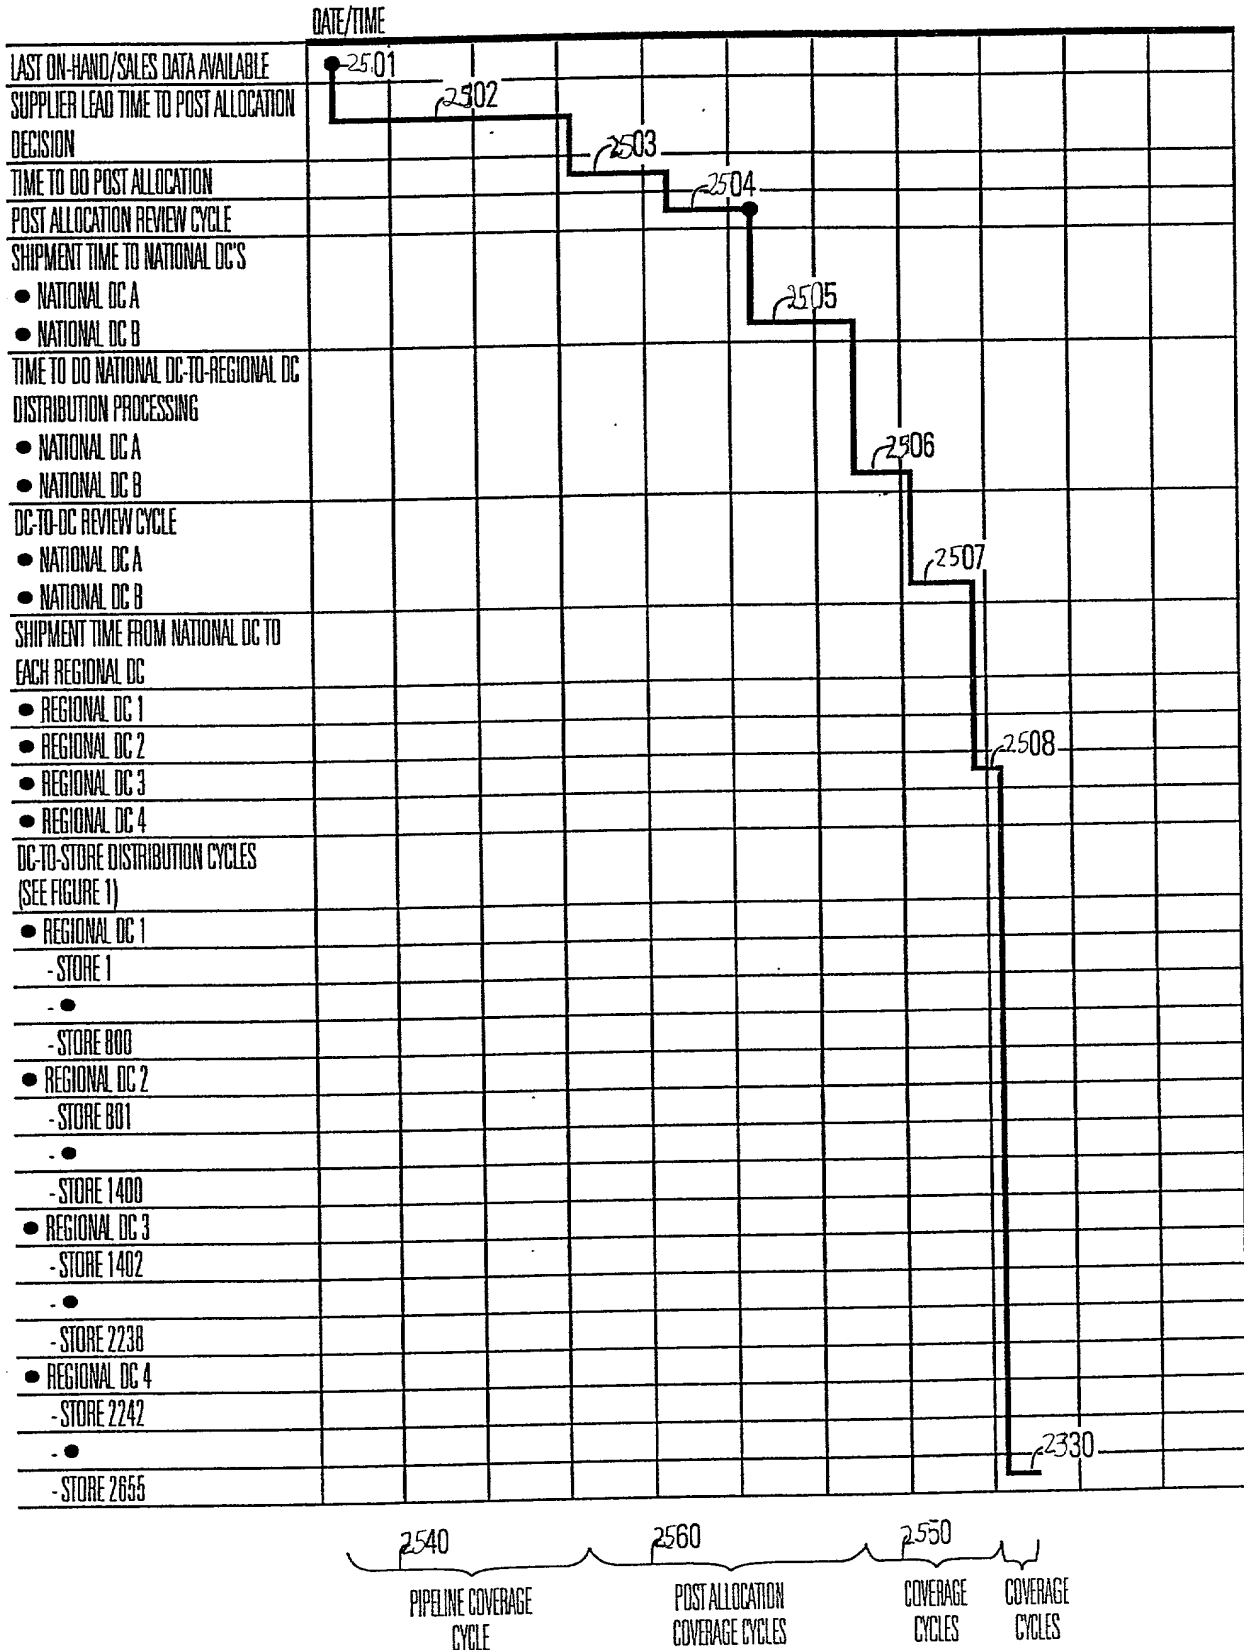 DATE/TIME
LAST ON-HAND/SALES DATA AVAILABLE
2501
SUPPLIER LEAD TIME TO POST ALLOCATION
DECISION
2502
2503
TIME TO DO POST ALLOCATION
2504
POST ALLOCATION REVIEW CYCLE
SHIPMENT TIME TO NATIONAL DC'S
● NATIONAL DC A
● NATIONAL DC B
2505
TIME TO DO NATIONAL DC-TO-REGIONAL DC
DISTRIBUTION PROCESSING
● NATIONAL DC A
● NATIONAL DC B
2506
DC-TO-DC REVIEW CYCLE
● NATIONAL DC A
● NATIONAL DC B
2507
SHIPMENT TIME FROM NATIONAL DC TO
EACH REGIONAL DC
● REGIONAL DC 1
● REGIONAL DC 2
2508
● REGIONAL DC 3
● REGIONAL DC 4
DC-TO-STORE DISTRIBUTION CYCLES
(SEE FIGURE 1)
● REGIONAL DC 1
- STORE 1
- ●
- STORE 800
● REGIONAL DC 2
- STORE 801
- ●
- STORE 1400
● REGIONAL DC 3
- STORE 1402
- ●
- STORE 2238
● REGIONAL DC 4
- STORE 2242
- ●
2330
- STORE 2655
2540
2560
2550
PIPELINE COVERAGE
CYCLE
POST ALLOCATION
COVERAGE CYCLES
COVERAGE
CYCLES
COVERAGE
CYCLES